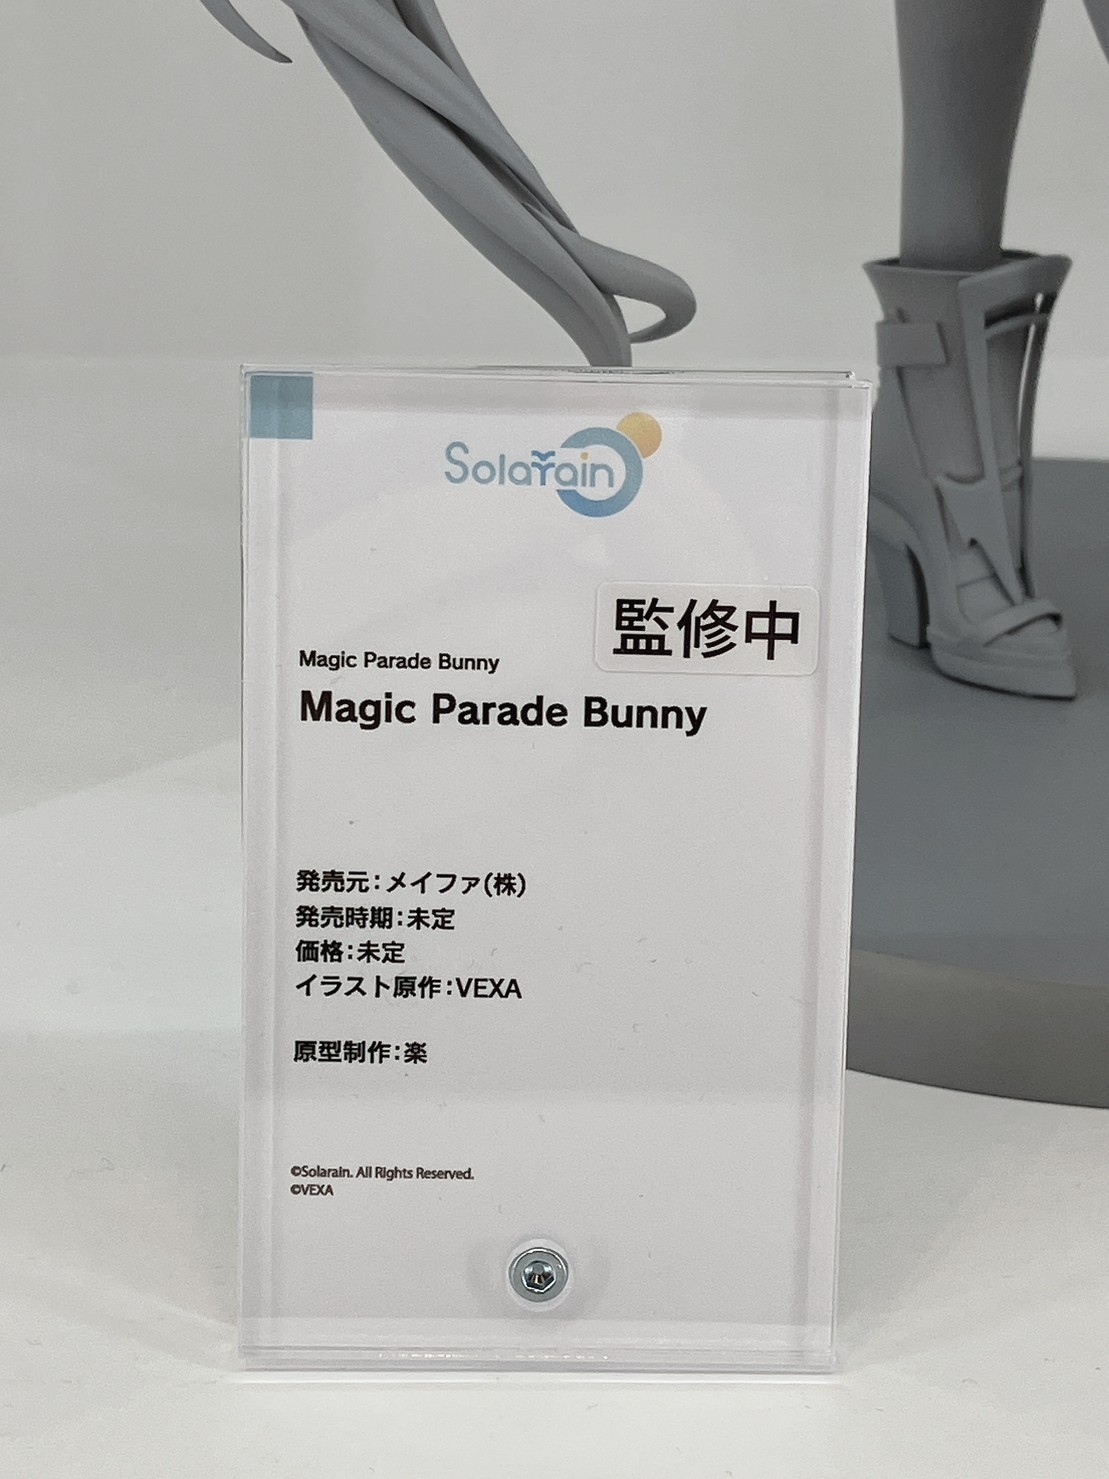 Solarain
監修中
Magic Parade Bunny
Magic Parade Bunny
発売元：メイファ(株)
発売時期：未定
価格：未定
イラスト原作：VEXA
原型制作：楽
©Solarain. All Rights Reserved.
©VEXA